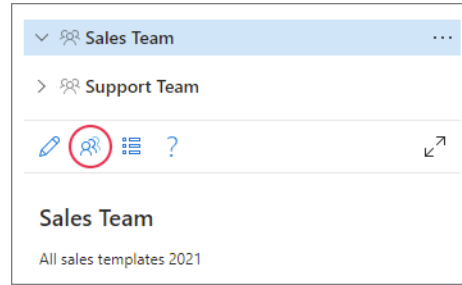 Sales Team
Support Team
?
Sales Team
All sales templates 2021